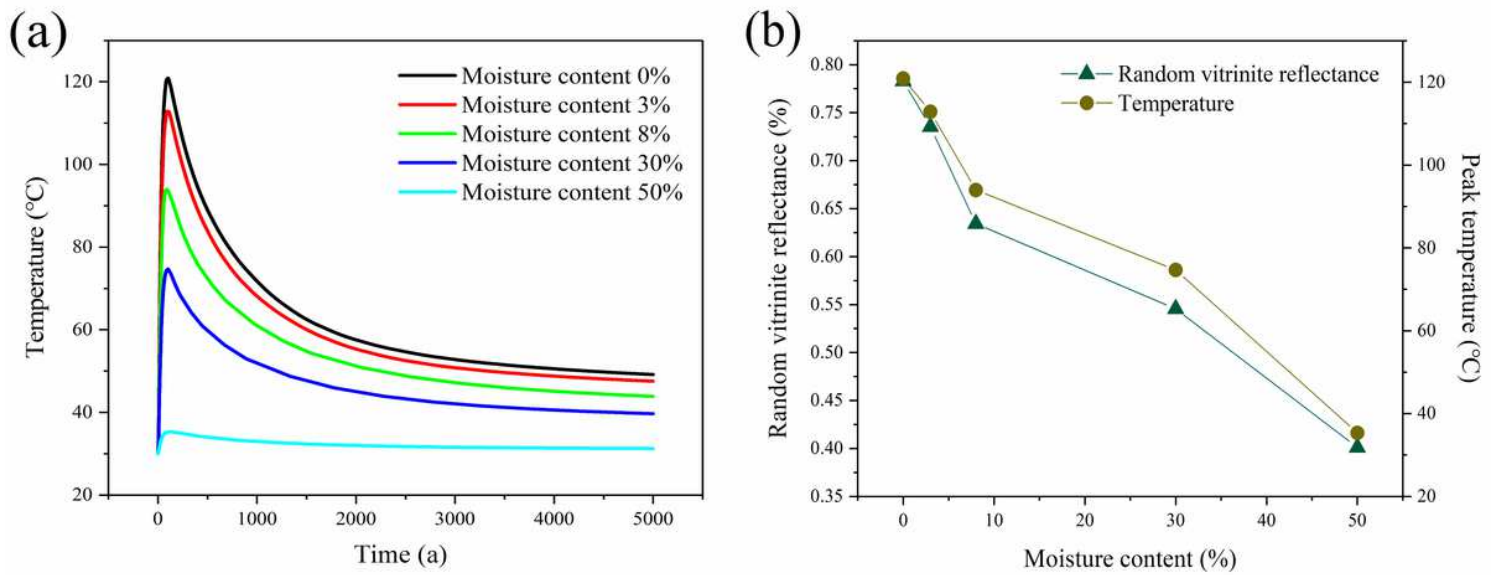 (a)
Temperature (℃)
120
100
80
60
40
20
Moisture content 0%
Moisture content 3%
Moisture content 8%
Moisture content 30%
Moisture content 50%
0
1000
2000
3000
4000
5000
Time (a)
(b)
Random vitrinite reflectance (%)
0.80
0.75
0.70
0.65
0.60
0.55
0.50
0.45
0.40
0.35
Random vitrinite reflectance
Temperature
120
100
80
60
40
20
Peak temperature (℃)
0
10
20
30
40
50
Moisture content (%)